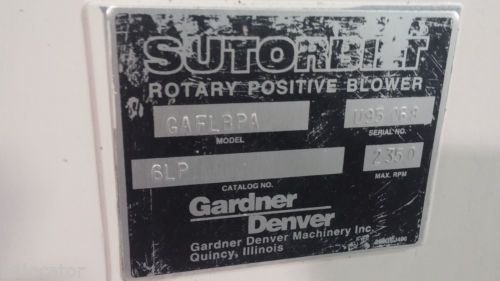 SUTORBILT
ROTARY POSITIVE BLOWER
GAFLBPA
MODEL
SERIAL NO.
6LP
2350
CATALOG NO.
MAX. RPM
Gardner
Denver
Gardner Denver Machinery Inc
Quincy, Illinois